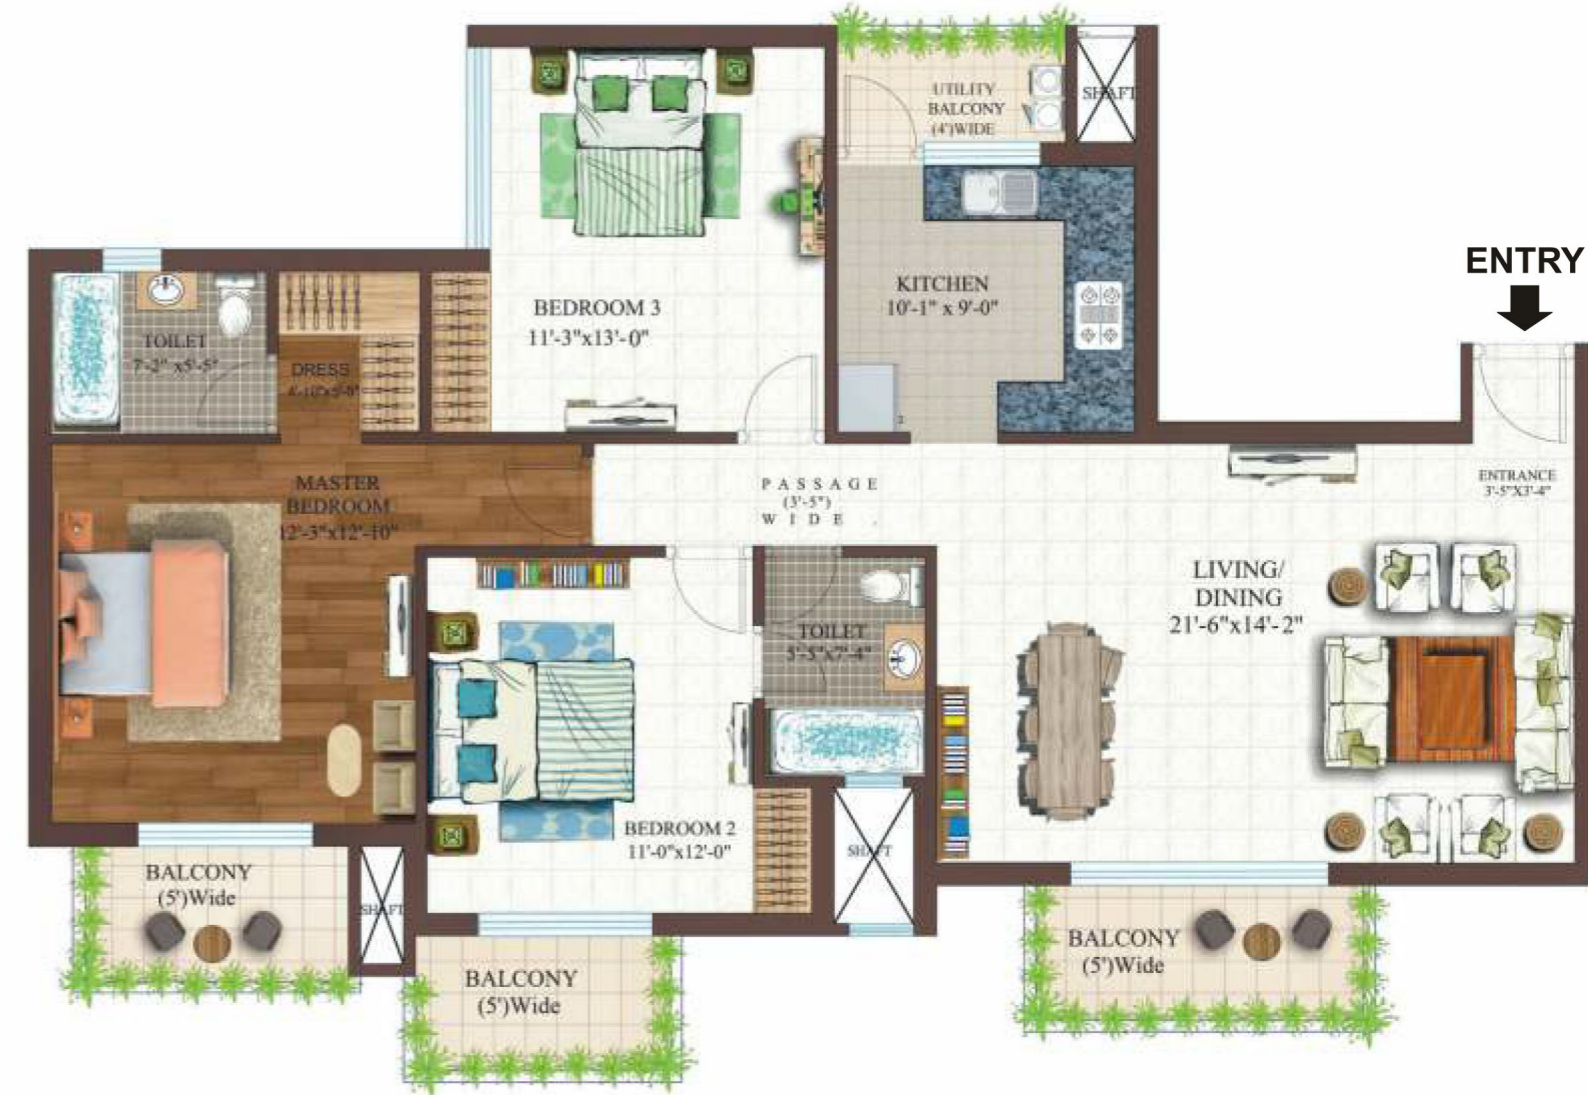 UTILITY
BALCONY
(4')WIDE
SHAFT
ENTRY
KITCHEN
10'-1" x 9'-0"
BEDROOM 3
11'-3"x13'-0"
TOILET
7'-2" x5'-5"
DRESS
MASTER
BEDROOM
12'-3"x12'-10"
PASSAGE
(3'-5")
WIDE .
ENTRANCE
3'-5"X3'-4"
LIVING/
DINING
21'-6"x14'-2"
TOILET
5'-5"x7'-4"
BEDROOM 2
11'-0"x12'-0"
SHAFT
BALCONY
(5')Wide
SHAFT
BALCONY
(5')Wide
BALCONY
(5')Wide